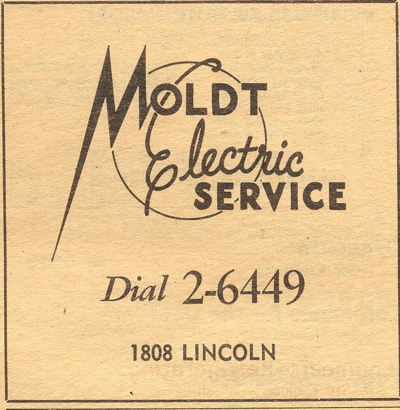 MOLDT
Electric
SERVICE
Dial 2-6449
1808 LINCOLN